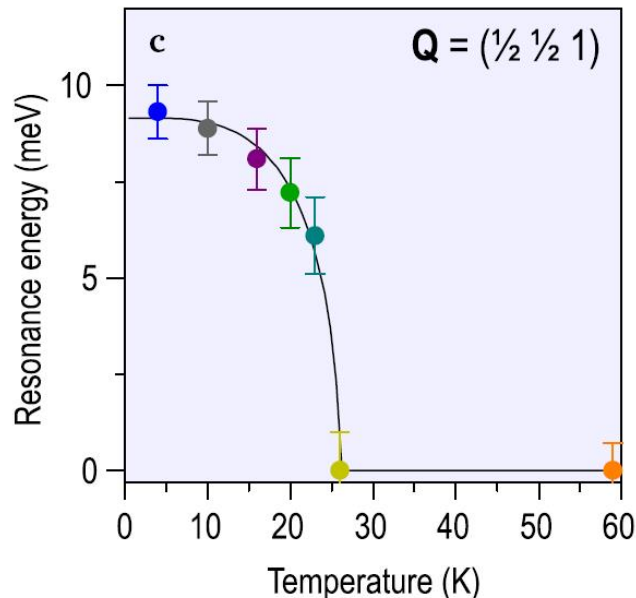 c
Q = (½ ½ 1)
Resonance energy (meV)
10
5
0
0 10 20 30 40 50 60
Temperature (K)